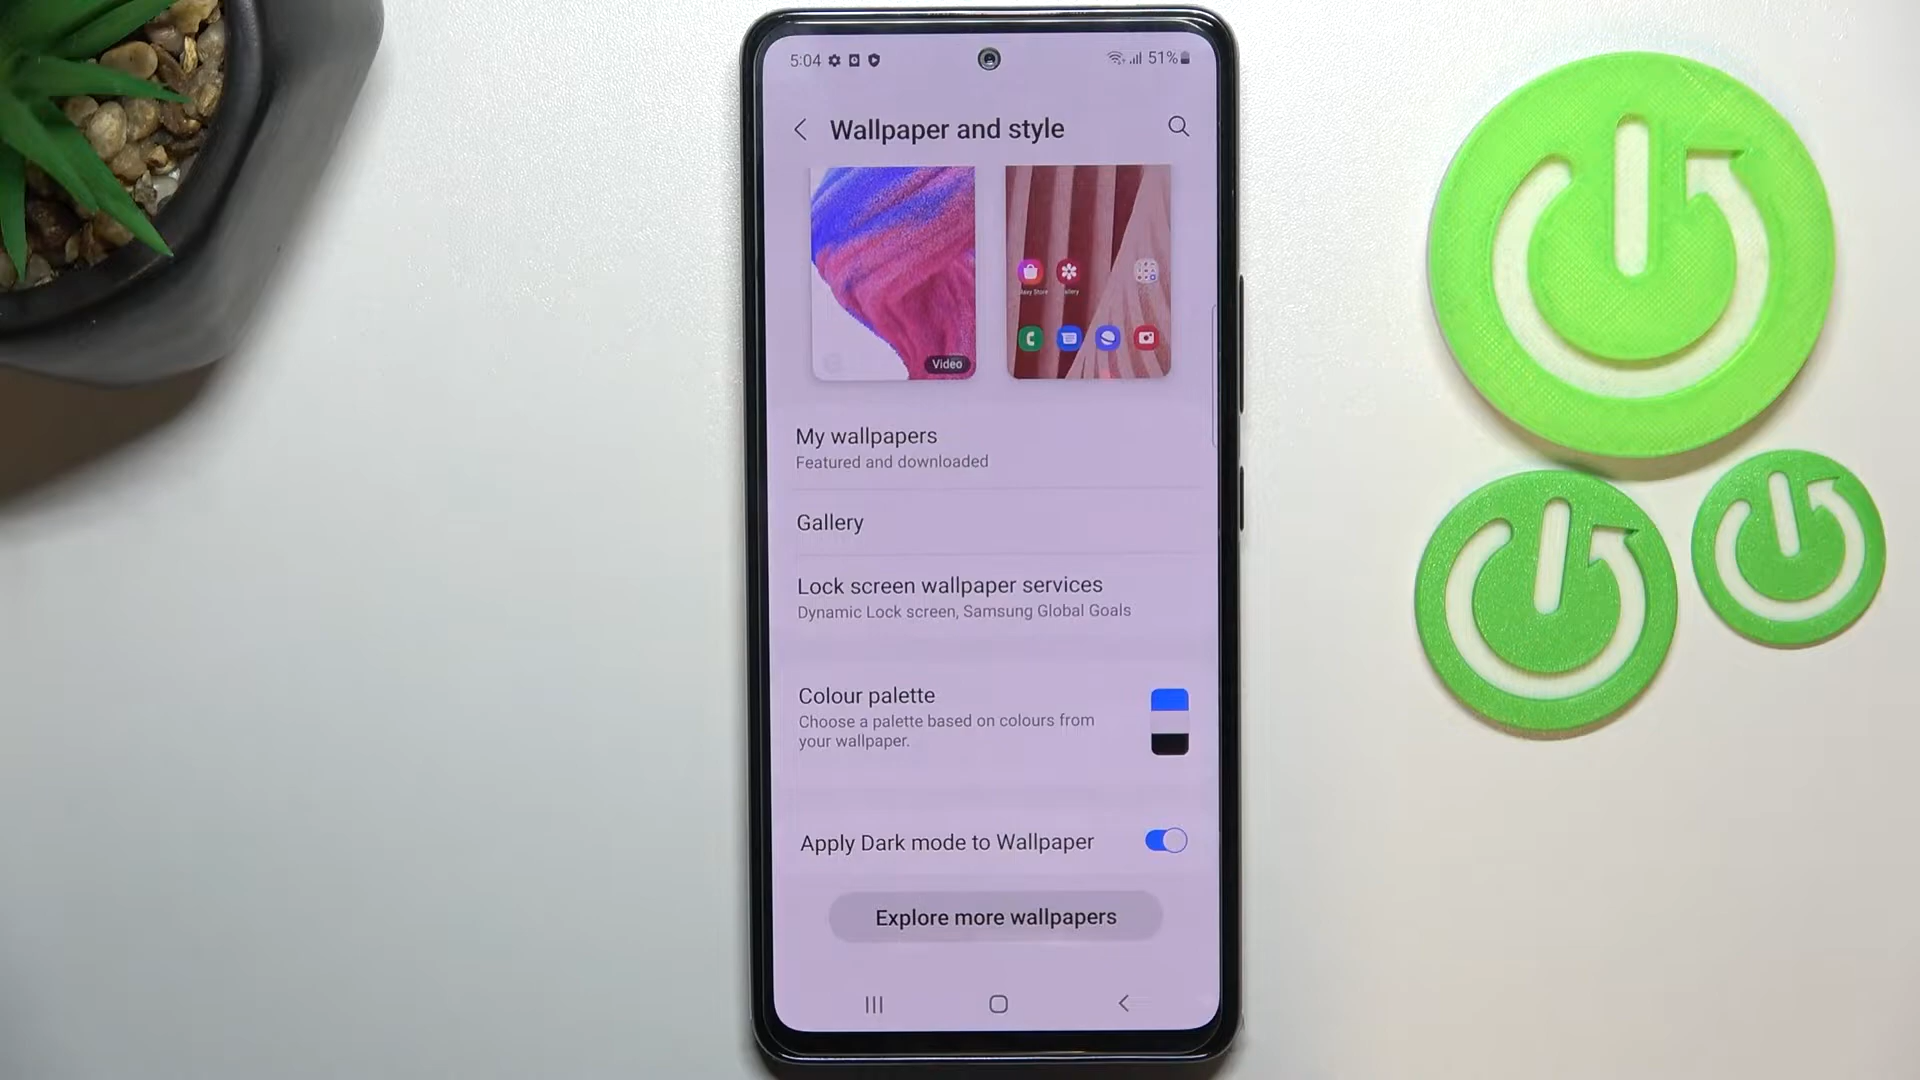 5:04
51%
Wallpaper and style
Video
Gallery
My wallpapers
Featured and downloaded
Gallery
Lock screen wallpaper services
Dynamic Lock screen, Samsung Global Goals
Colour palette
Choose a palette based on colours from
your wallpaper.
Apply Dark mode to Wallpaper
Explore more wallpapers